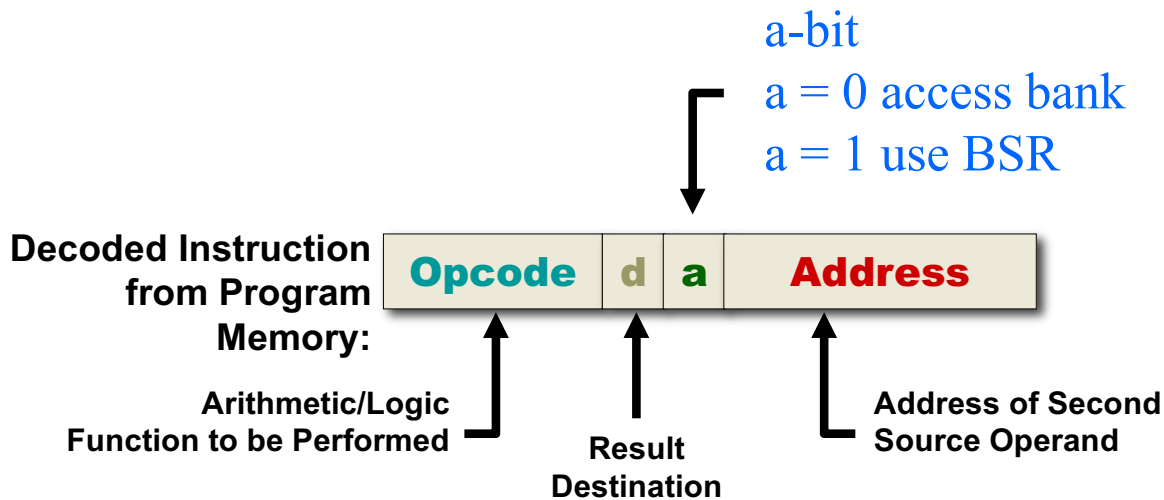 a-bit
a = 0 access bank
a = 1 use BSR
Decoded Instruction
from Program
Memory:
Opcode d a Address
Arithmetic/Logic
Function to be Performed
Result
Destination
Address of Second
Source Operand